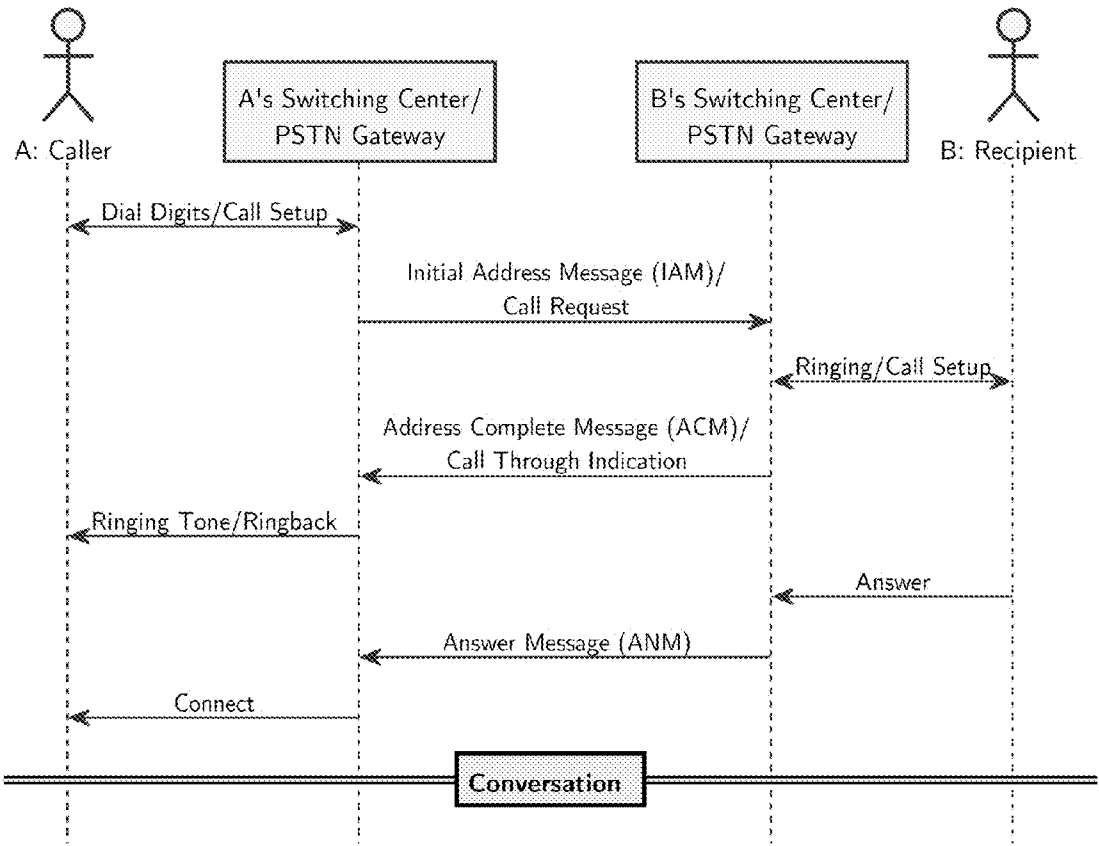 A's Switching Center/
PSTN Gateway
B's Switching Center/
PSTN Gateway
A: Caller
B: Recipient
Dial Digits/Call Setup
Initial Address Message (IAM)/
Call Request
Ringing/Call Setup
Address Complete Message (ACM)/
Call Through Indication
Ringing Tone/Ringback
Answer
Answer Message (ANM)
Connect
Conversation